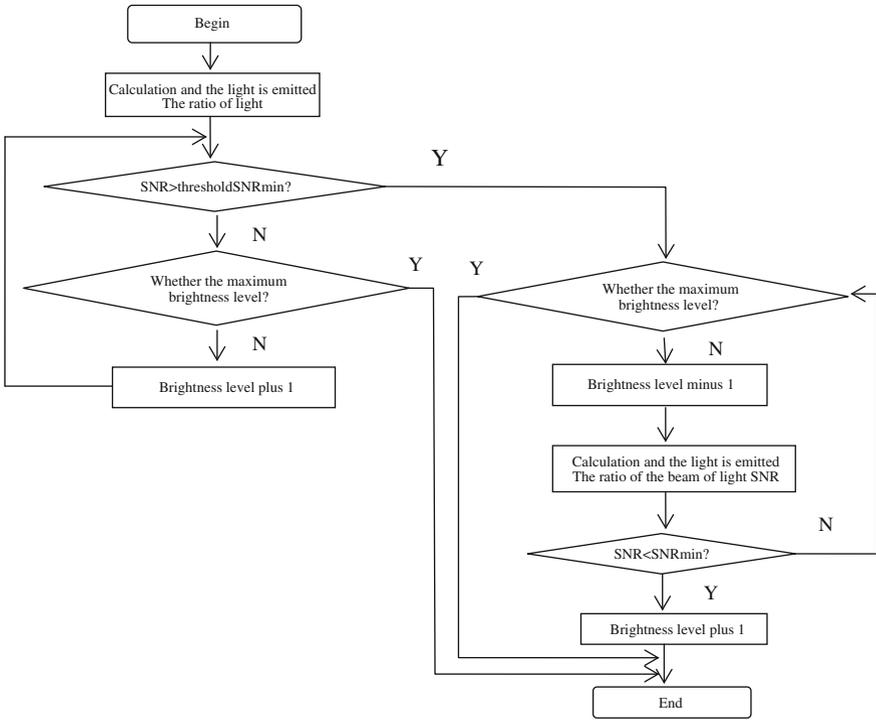 Begin
Calculation and the light is emitted
The ratio of light
SNR>thresholdSNRmin?
Y
N
Whether the maximum
brightness level?
Y
N
Brightness level plus 1
Y
Whether the maximum
brightness level?
N
Brightness level minus 1
Calculation and the light is emitted
The ratio of the beam of light SNR
SNR<SNRmin?
N
Y
Brightness level plus 1
End